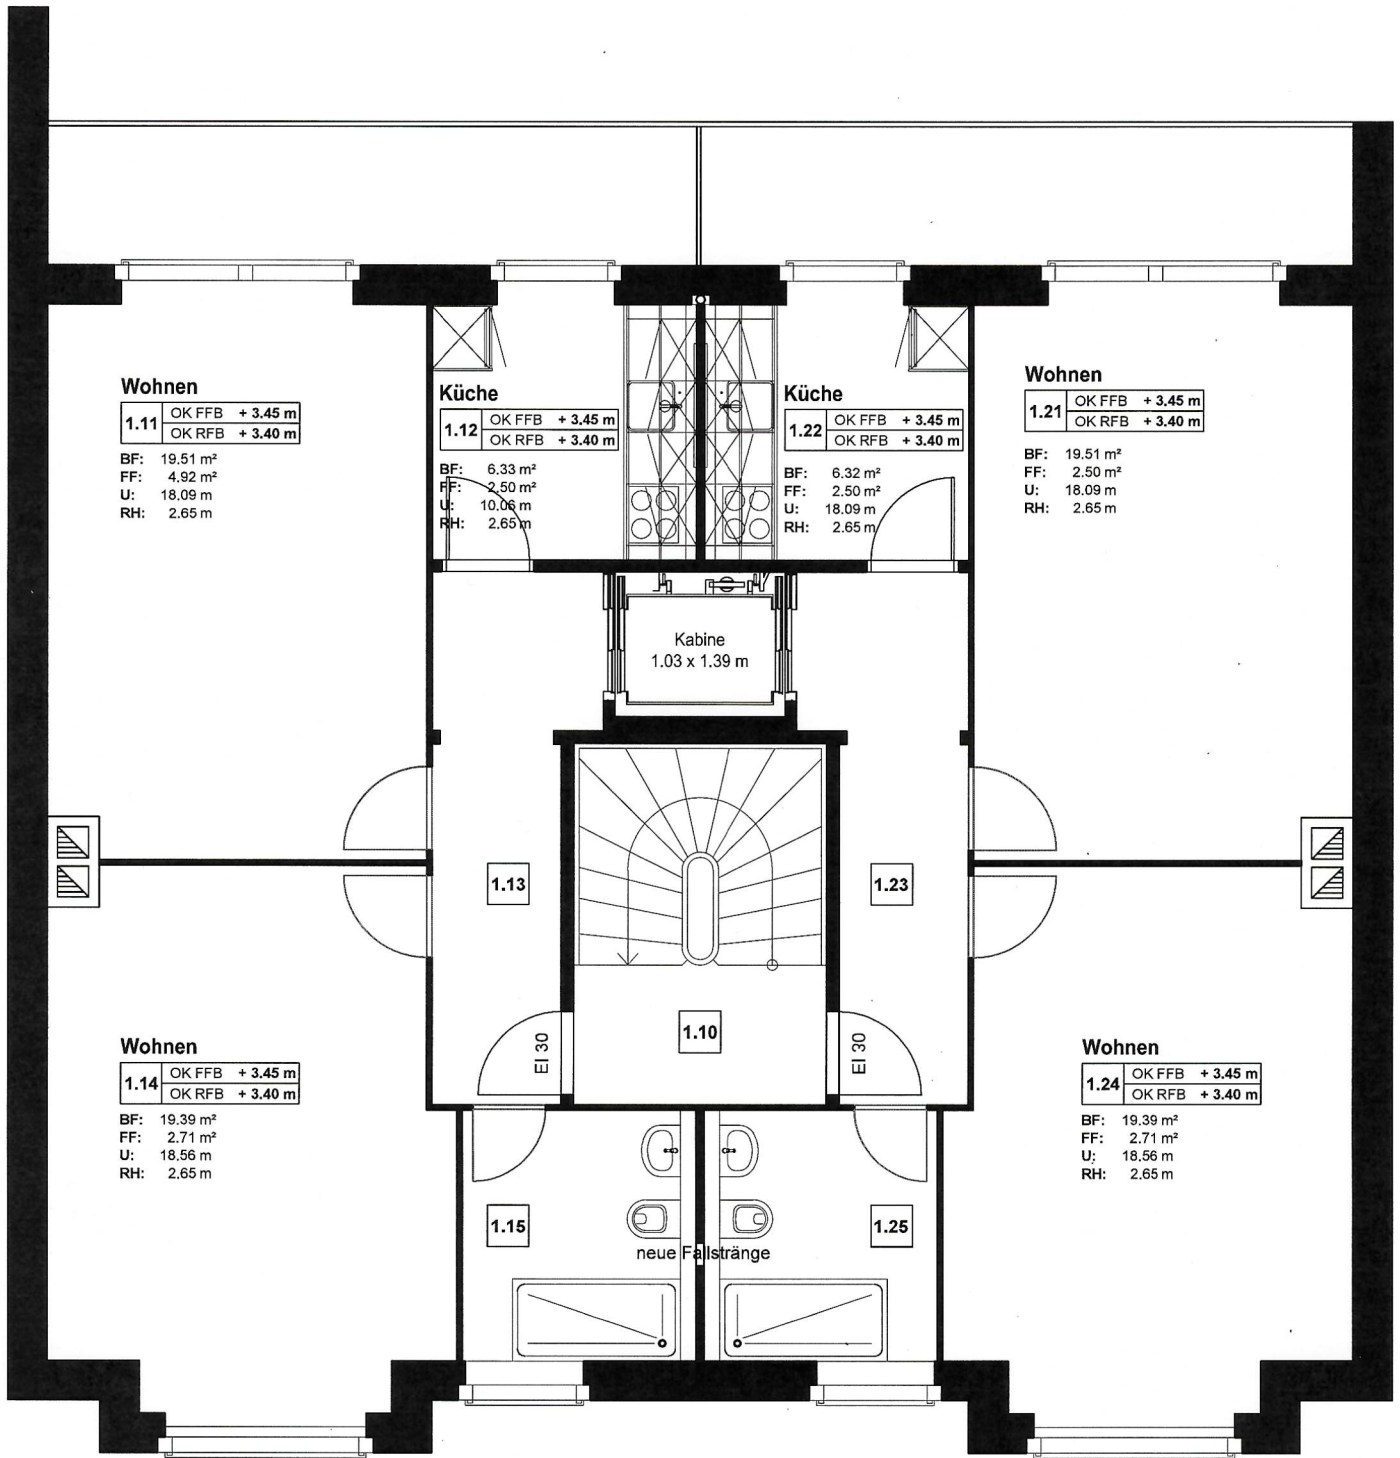 Wohnen
1.11 OK FFB + 3.45 m
OK RFB + 3.40 m
BF: 19.51 m²
FF: 4.92 m²
U: 18.09 m
RH: 2.65 m
Küche
1.12 OK FFB + 3.45 m
OK RFB + 3.40 m
BF: 6.33 m²
FF: 2.50 m²
U: 10.06 m
RH: 2.65 m
Küche
1.22 OK FFB + 3.45 m
OK RFB + 3.40 m
BF: 6.32 m²
FF: 2.50 m²
U: 18.09 m
RH: 2.65 m
Wohnen
1.21 OK FFB + 3.45 m
OK RFB + 3.40 m
BF: 19.51 m²
FF: 2.50 m²
U: 18.09 m
RH: 2.65 m
Kabine
1.03 x 1.39 m
1.13
1.23
1.10
EI 30
EI 30
Wohnen
1.14 OK FFB + 3.45 m
OK RFB + 3.40 m
BF: 19.39 m²
FF: 2.71 m²
U: 18.56 m
RH: 2.65 m
Wohnen
1.24 OK FFB + 3.45 m
OK RFB + 3.40 m
BF: 19.39 m²
FF: 2.71 m²
U: 18.56 m
RH: 2.65 m
1.15
1.25
neue Fallstränge